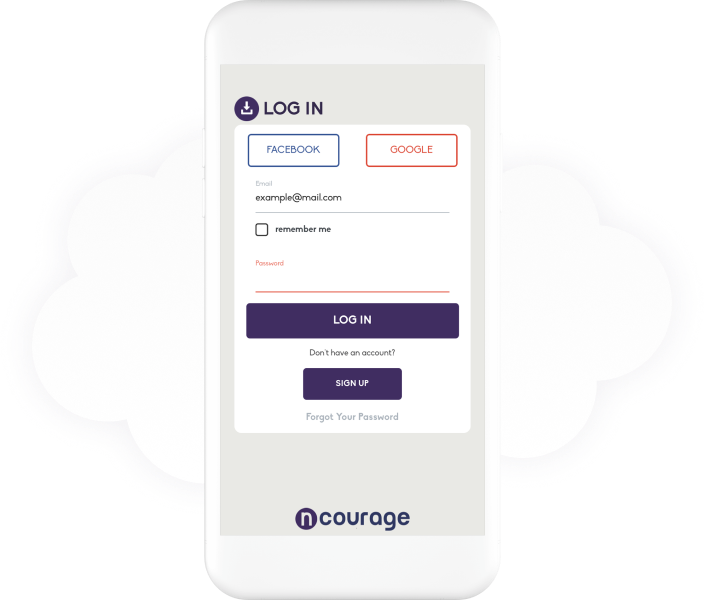 LOG IN
FACEBOOK
GOOGLE
Email
example@mail.com
remember me
Password
LOG IN
Don't have an account?
SIGN UP
Forgot Your Password
ncourage